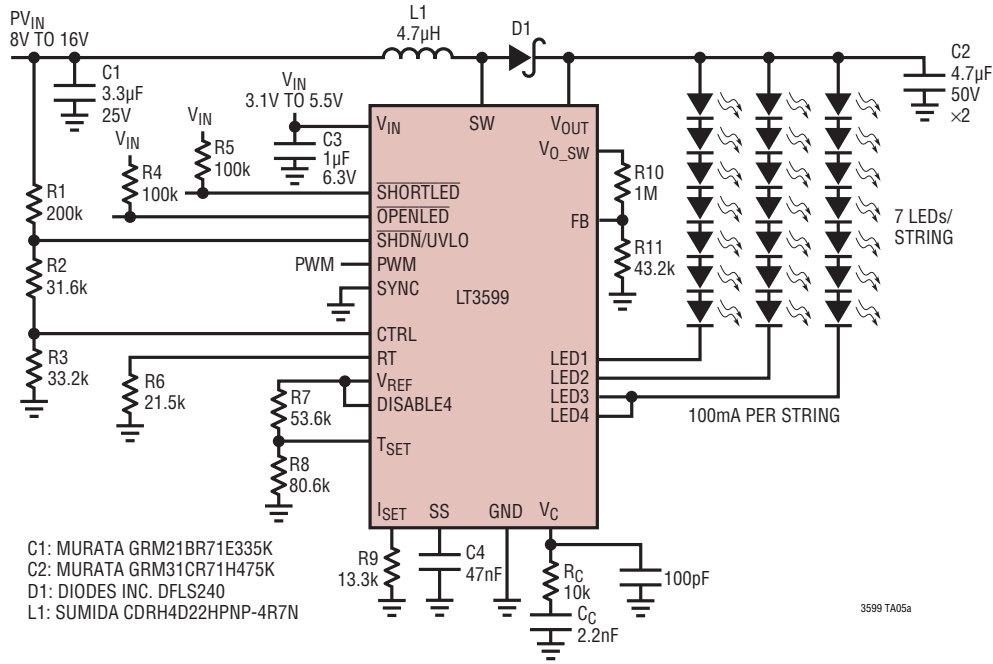 PVIN
8V TO 16V
L1
4.7µH
D1
C2
4.7µF
50V
×2
C1
3.3µF
25V
VIN
3.1V TO 5.5V
VIN
R5
100k
VIN
R4
100k
C3
1µF
6.3V
R1
200k
R2
31.6k
R3
33.2k
VIN
SW
VOUT
VO_SW
SHORTLED
OPENLED
SHDN/UVLO
PWM
PWM
SYNC
LT3599
FB
R10
1M
R11
43.2k
7 LEDs/
STRING
CTRL
RT
VREF
DISABLE4
TSET
R6
21.5k
R7
53.6k
R8
80.6k
LED1
LED2
LED3
LED4
100mA PER STRING
ISET
SS
GND
VC
R9
13.3k
C4
47nF
RC
10k
CC
2.2nF
100pF
C1: MURATA GRM21BR71E335K
C2: MURATA GRM31CR71H475K
D1: DIODES INC. DFLS240
L1: SUMIDA CDRH4D22HPNP-4R7N
3599 TA05a